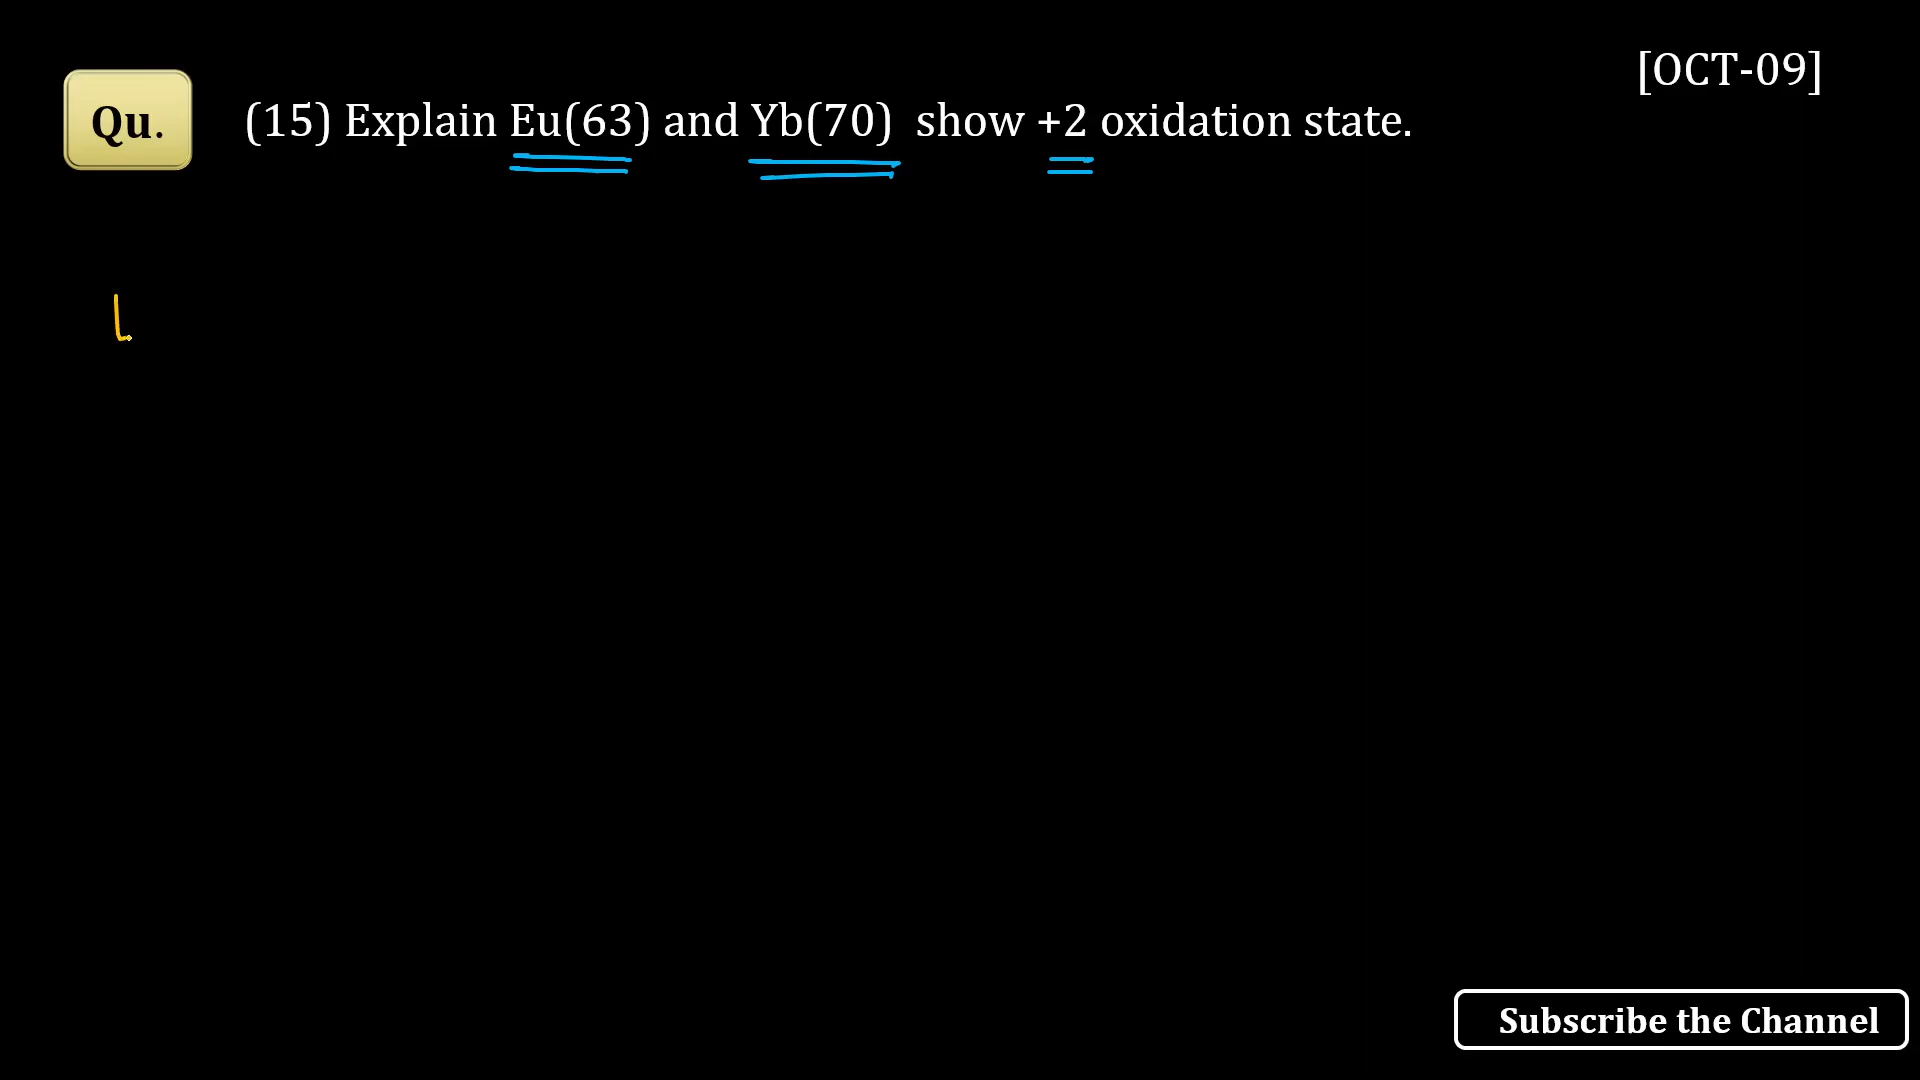 [OCT-09]
Qu. (15) Explain Eu(63) and Yb(70) show +2 oxidation state.
Subscribe the Channel